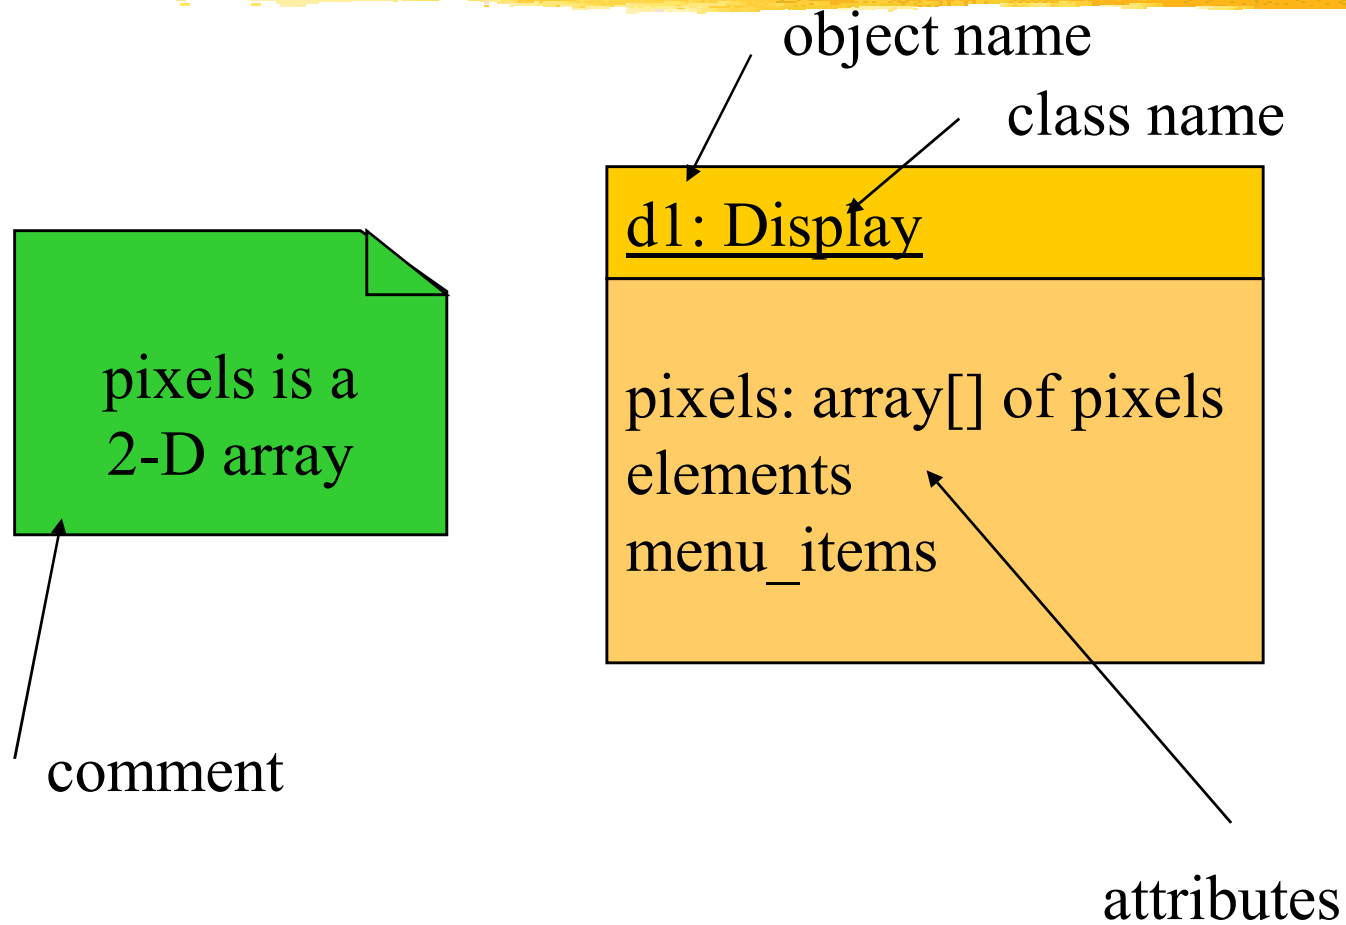 object name
class name
d1: Display
pixels is a
2-D array
pixels: array[] of pixels
elements
menu_items
comment
attributes